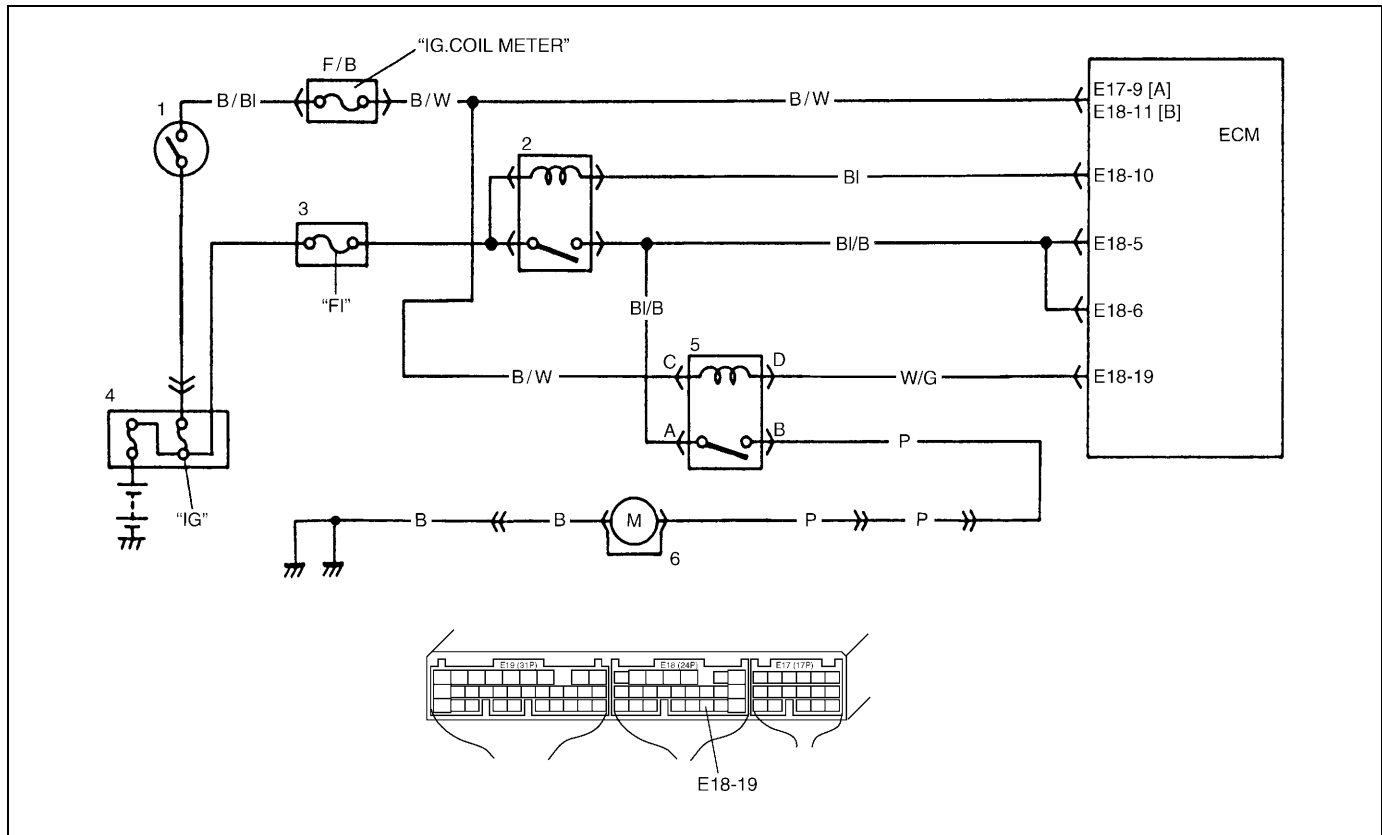 “IG.COIL METER”
F/B
1
B/Bl
B/W
B/W
E17-9 [A]
E18-11 [B]
ECM
2
Bl
E18-10
3
Bl/B
E18-5
“FI”
Bl/B
E18-6
5
C
D
B/W
W/G
E18-19
4
A
B
P
“IG”
B
B
M
P
P
6
E19 (31P)
E18 (24P)
E17 (17P)
E18-19